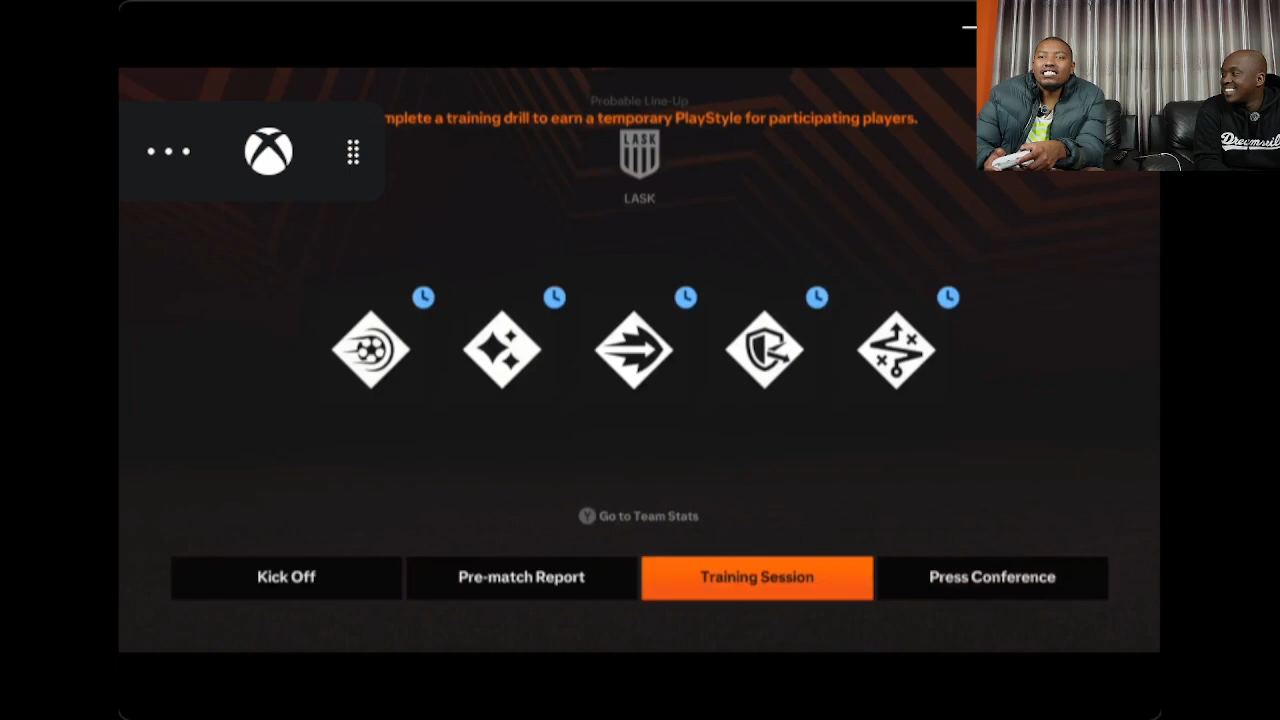 Probable Line-Up
mplete a training drill to earn a temporary PlayStyle for participating players.
LASK
LASK
Y Go to Team Stats
Kick Off
Pre-match Report
Training Session
Press Conference